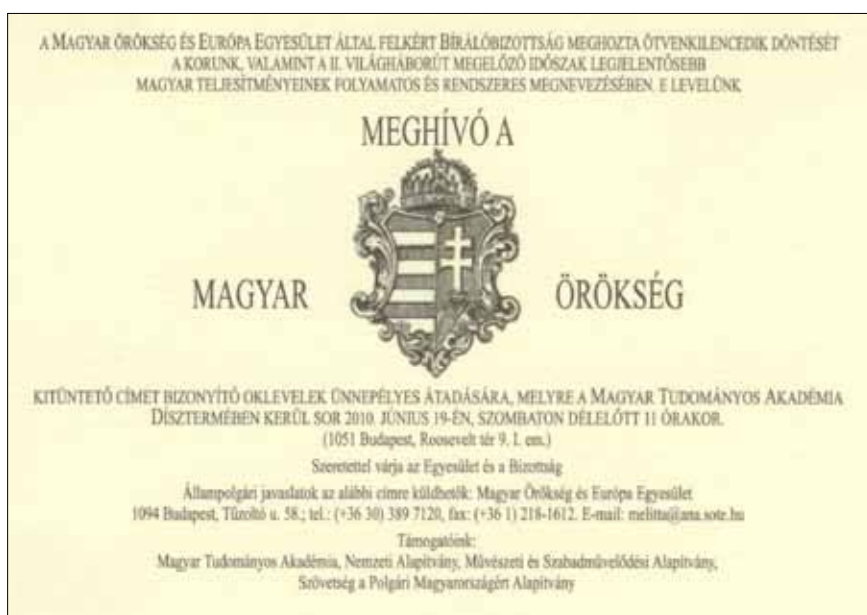 A MAGYAR ÖRÖKSÉG ÉS EURÓPA EGYESÜLET ÁLTAL FELKÉRT BÍRÁLÓBIZOTTSÁG MEGHOZTA ÖTVENKILENCEDIK DÖNTÉSÉT
A KORUNK, VALAMINT A II. VILÁGHÁBORÚT MEGELŐZŐ IDŐSZAK LEGJELENTŐSEBB
MAGYAR TELJESÍTMÉNYEINEK FOLYAMATOS ÉS RENDSZERES MEGNEVEZÉSÉBEN. E LEVELÜNK
MEGHÍVÓ A
MAGYAR ÖRÖKSÉG
KITÜNTETŐ CÍMET BIZONYÍTÓ OKLEVELEK ÜNNEPÉLYES ÁTADÁSÁRA, MELYRE A MAGYAR TUDOMÁNYOS AKADÉMIA
DÍSZTERMÉBEN KERÜL SOR 2010. JÚNIUS 19-ÉN, SZOMBATON DÉLELŐTT 11 ÓRAKOR.
(1051 Budapest, Roosevelt tér 9. I. em.)
Szeretettel várja az Egyesület és a Bizottság
Állampolgári javaslatok az alábbi címre küldhetők: Magyar Örökség és Európa Egyesület
1094 Budapest, Tűzoltó u. 58.; tel.: (+36 30) 389 7120, fax: (+36 1) 218-1612. E-mail: melitta@ana.sote.hu
Támogatóink:
Magyar Tudományos Akadémia, Nemzeti Alapítvány, Művészeti és Szabadművelődési Alapítvány,
Szövetség a Polgári Magyarországért Alapítvány